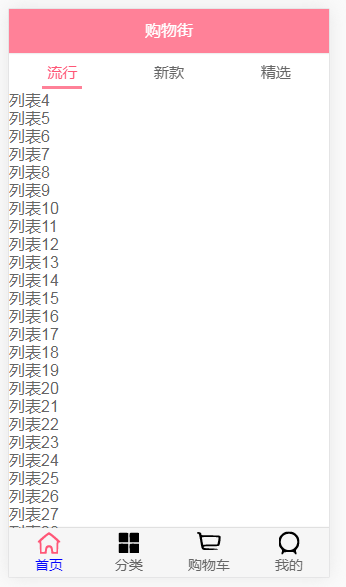 购物街
流行 新款 精选
列表4
列表5
列表6
列表7
列表8
列表9
列表10
列表11
列表12
列表13
列表14
列表15
列表16
列表17
列表18
列表19
列表20
列表21
列表22
列表23
列表24
列表25
列表26
列表27
首页 分类 购物车 我的